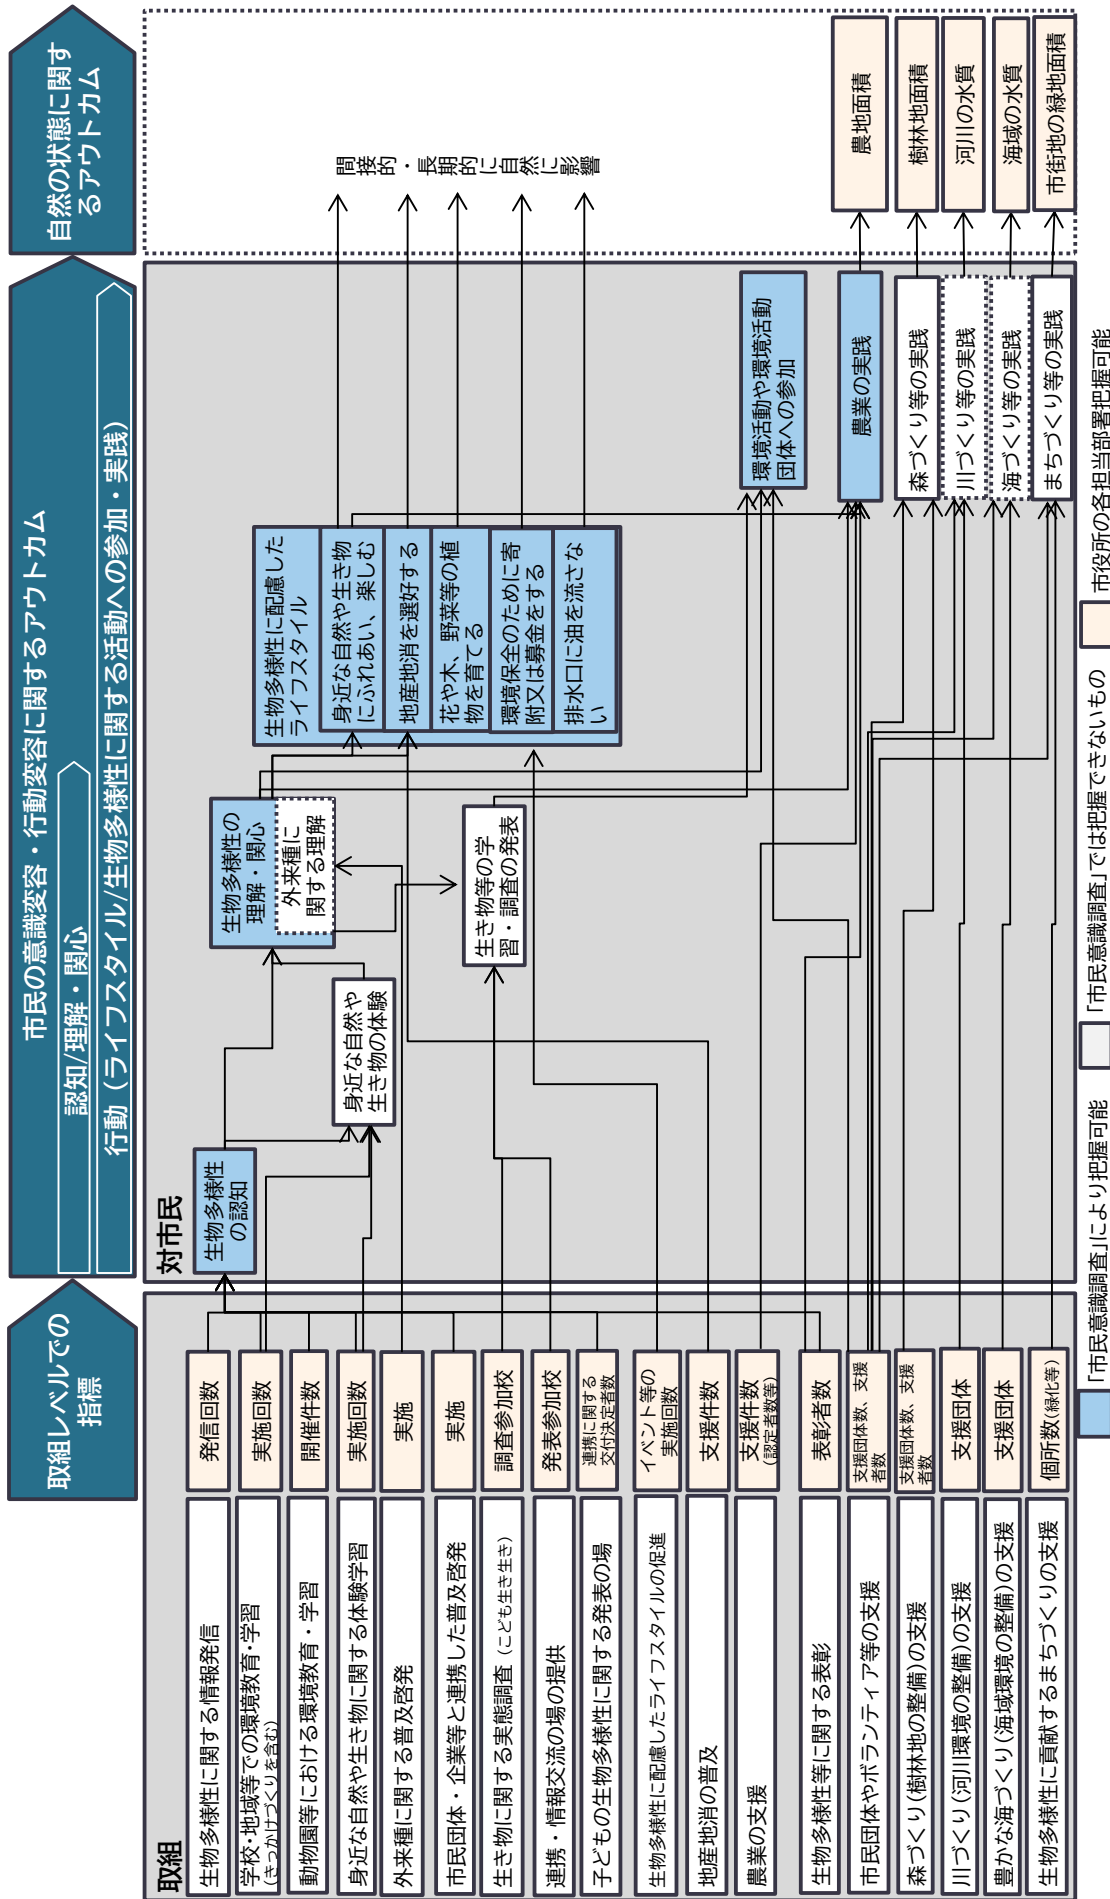 取組レベルでの
指標
市民の意識変容・行動変容に関するアウトカム
認知/理解・関心
行動（ライフスタイル/生物多様性に関する活動への参加・実践）
自然の状態に関す
るアウトカム
取組
生物多様性に関する情報発信
学校・地域等での環境教育・学習
（きっかけづくりを含む）
動物園等における環境教育・学習
身近な自然や生き物に関する体験学習
外来種に関する普及啓発
市民団体・企業等と連携した普及啓発
生き物に関する実態調査（こども生き生き）
連携・情報交流の場の提供
子どもの生物多様性に関する発表の場
生物多様性に配慮したライフスタイルの促進
地産地消の普及
農業の支援
生物多様性等に関する表彰
市民団体やボランティア等の支援
森づくり（樹林地の整備）の支援
川づくり（河川環境の整備）の支援
豊かな海づくり（海域環境の整備）の支援
生物多様性に貢献するまちづくりの支援
発信回数
実施回数
開催件数
実施回数
実施
実施
調査参加校
発表参加校
連携に関する
交付決定者数
イベント等の
実施回数
支援件数
支援件数
（認定者数等）
表彰者数
支援団体数、支援
者数
支援団体数、支援
者数
支援団体
支援団体
個所数（緑化等）
対市民
生物多様性
の認知
身近な自然や
生き物の体験
生物多様性の
理解・関心
外来種に
関する理解
生き物等の学
習・調査の発表
生物多様性に配慮した
ライフスタイル
身近な自然や生き物
にふれあい、楽しむ
地産地消を選好する
花や木、野菜等の植
物を育てる
環境保全のために寄
附又は募金をする
排水口に油を流さな
い
環境活動や環境活動
団体への参加
農業の実践
森づくり等の実践
川づくり等の実践
海づくり等の実践
まちづくり等の実践
間接的・長期的に自然に影響
農地面積
樹林地面積
河川の水質
海域の水質
市街地の緑地面積
「市民意識調査」により把握可能
「市民意識調査」では把握できないもの
市役所の各担当部署把握可能